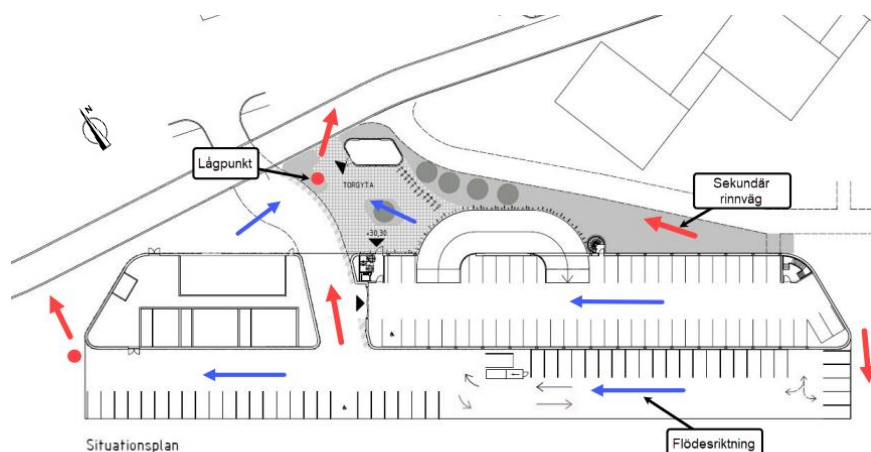 N
Lågpunkt
TORGYTA
Sekundär
rinnväg
+30,30
Situationsplan
Flödesriktning